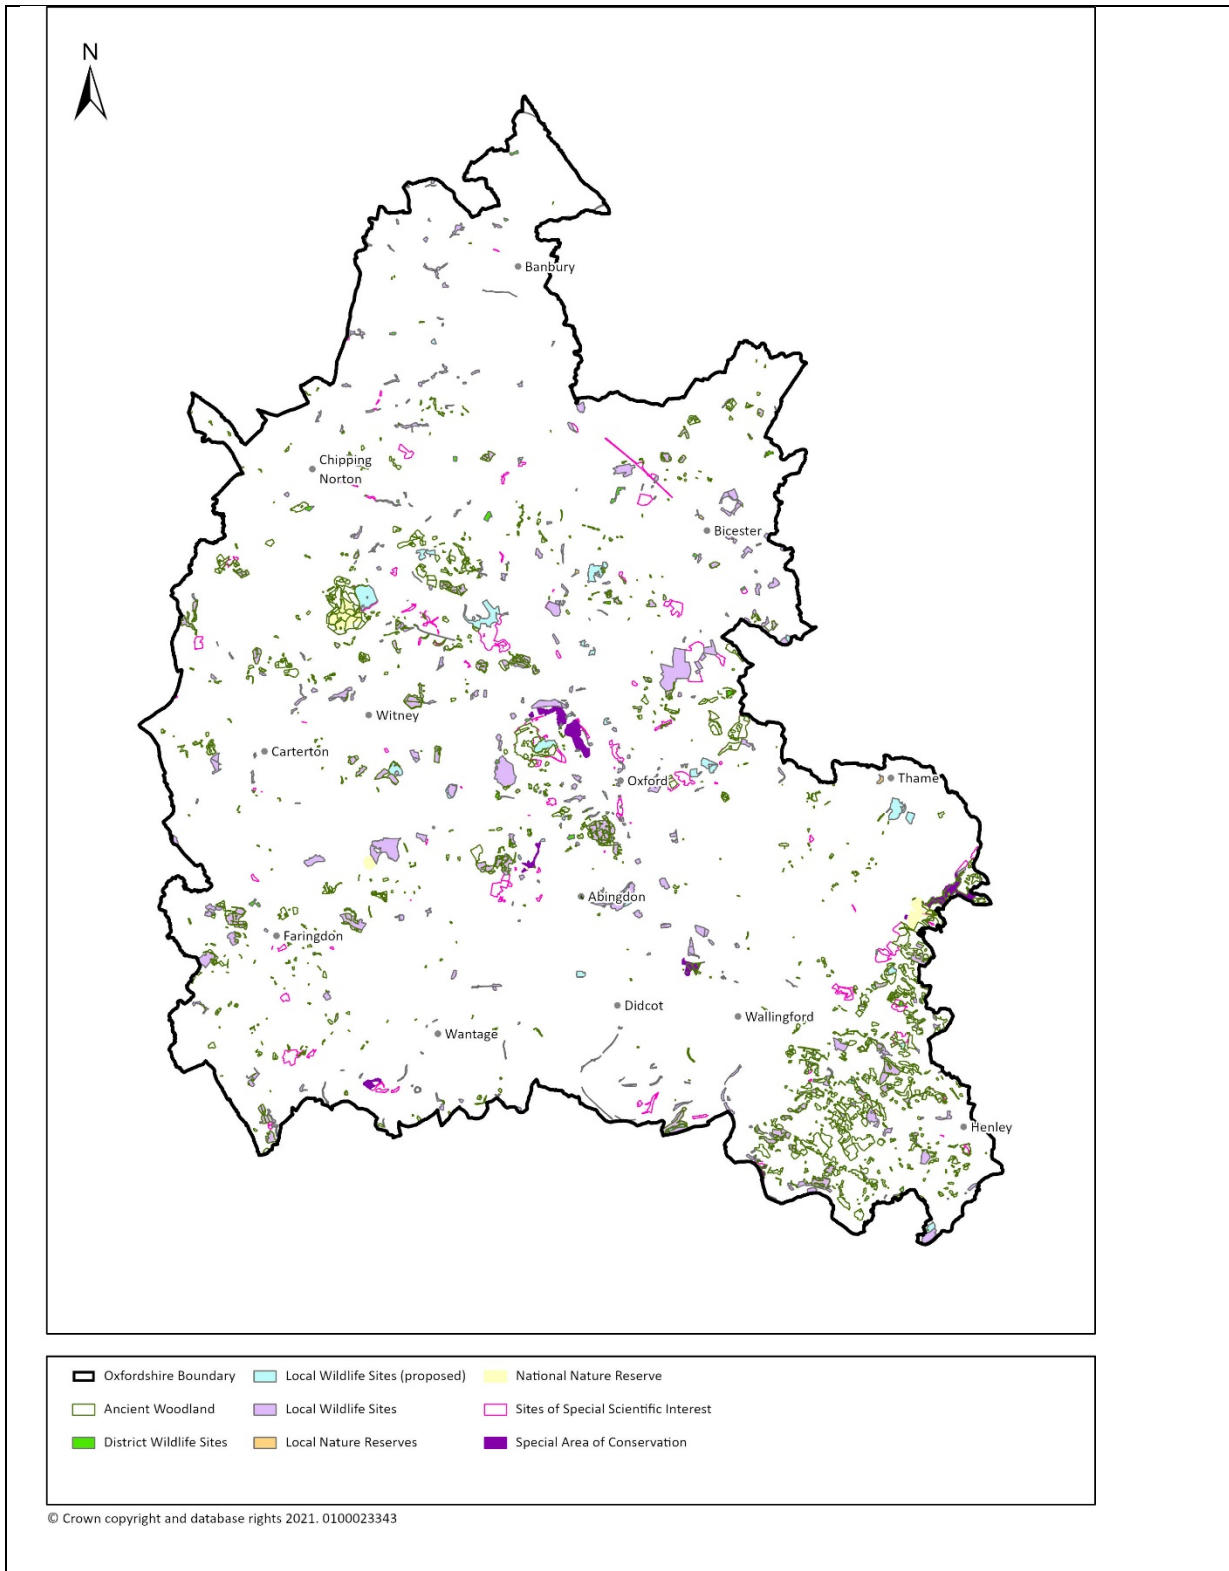 N
Banbury
Chipping
Norton
Bicester
Witney
Carterton
Oxford
Thame
Abingdon
Faringdon
Didcot
Wallingford
Wantage
Henley
Oxfordshire Boundary
Local Wildlife Sites (proposed)
National Nature Reserve
Ancient Woodland
Local Wildlife Sites
Sites of Special Scientific Interest
District Wildlife Sites
Local Nature Reserves
Special Area of Conservation
© Crown copyright and database rights 2021. 0100023343